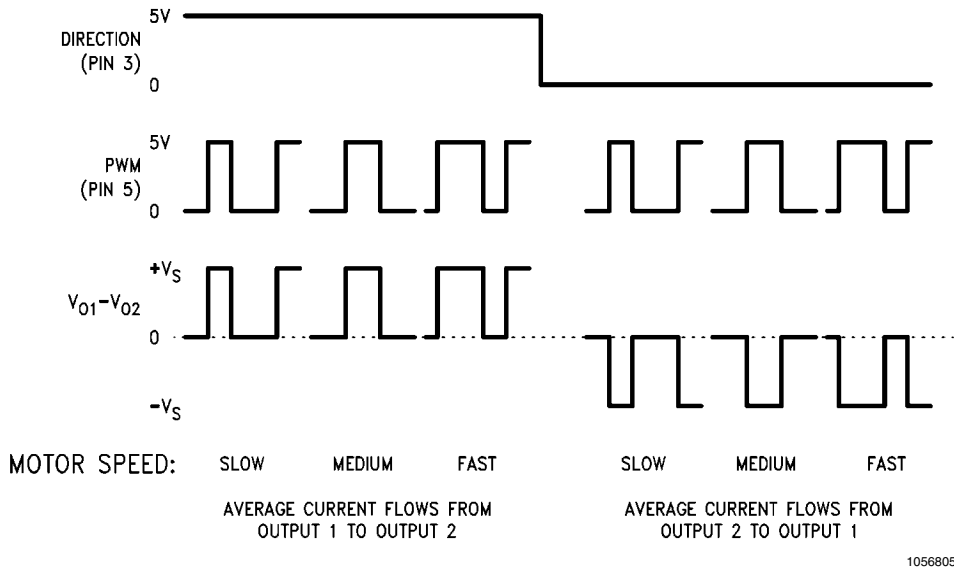 5V
DIRECTION
(PIN 3)
0
5V
PWM
(PIN 5)
0
+VS
VO1-VO2
0
-VS
MOTOR SPEED: SLOW MEDIUM FAST SLOW MEDIUM FAST
AVERAGE CURRENT FLOWS FROM
OUTPUT 1 TO OUTPUT 2
AVERAGE CURRENT FLOWS FROM
OUTPUT 2 TO OUTPUT 1
1056805